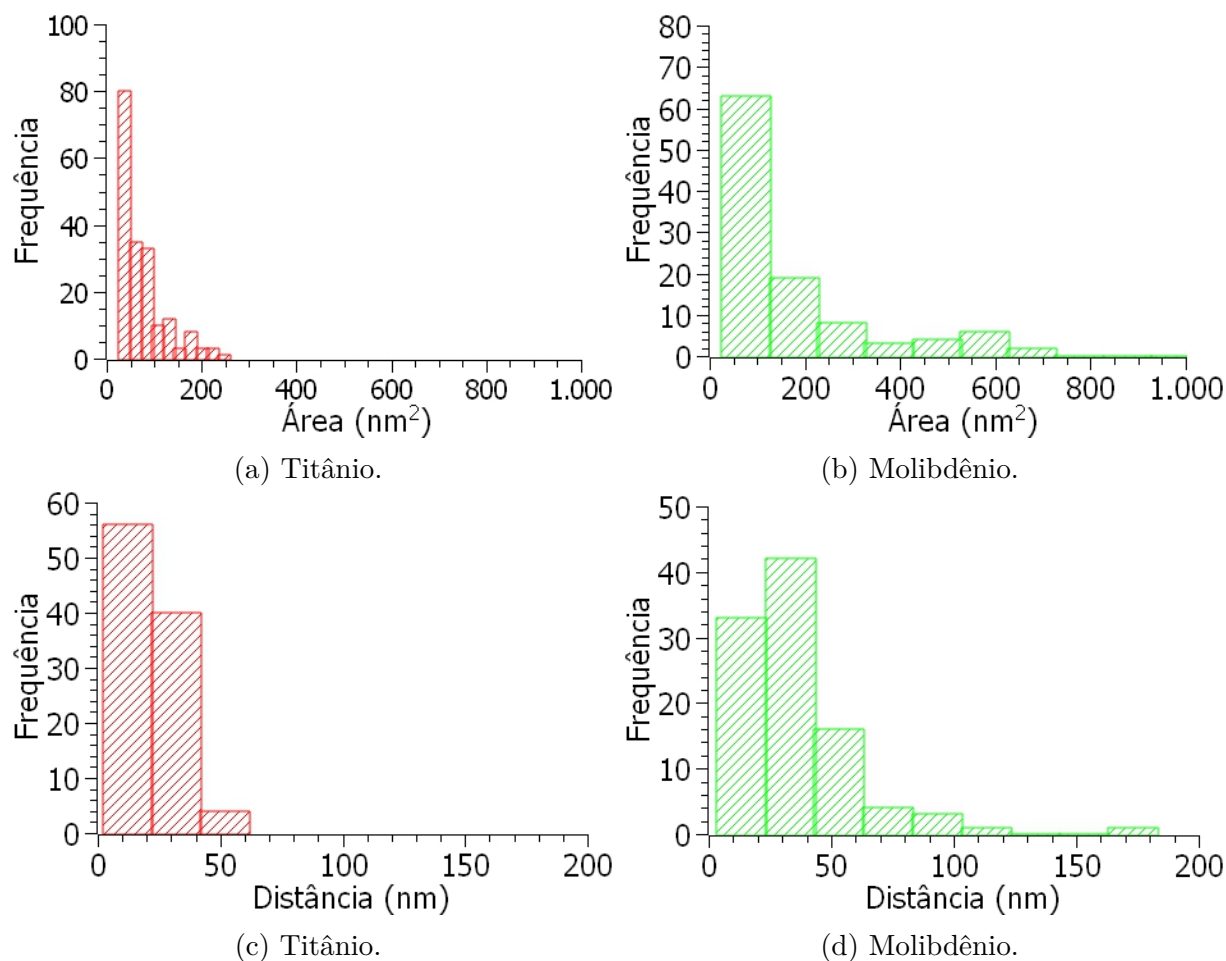 100
80
60
40
20
0
Frequência
0 200 400 600 800 1.000
Área (nm²)
(a) Titânio.
80
70
60
50
40
30
20
10
0
Frequência
0 200 400 600 800 1.000
Área (nm²)
(b) Molibdênio.
60
50
40
30
20
10
0
Frequência
0 50 100 150 200
Distância (nm)
(c) Titânio.
50
40
30
20
10
0
Frequência
0 50 100 150 200
Distância (nm)
(d) Molibdênio.